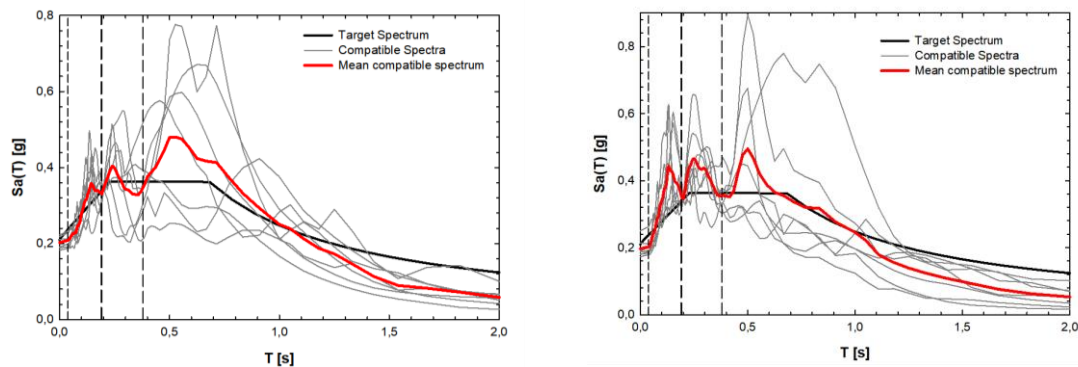 0,8
0,6
0,4
0,2
0,0
Sa(T) [g]
Target Spectrum
Compatible Spectra
Mean compatible spectrum
0,0 0,5 1,0 1,5 2,0
T [s]
0,8
0,6
0,4
0,2
0,0
Sa(T) [g]
Target Spectrum
Compatible Spectra
Mean compatible spectrum
0,0 0,5 1,0 1,5 2,0
T [s]